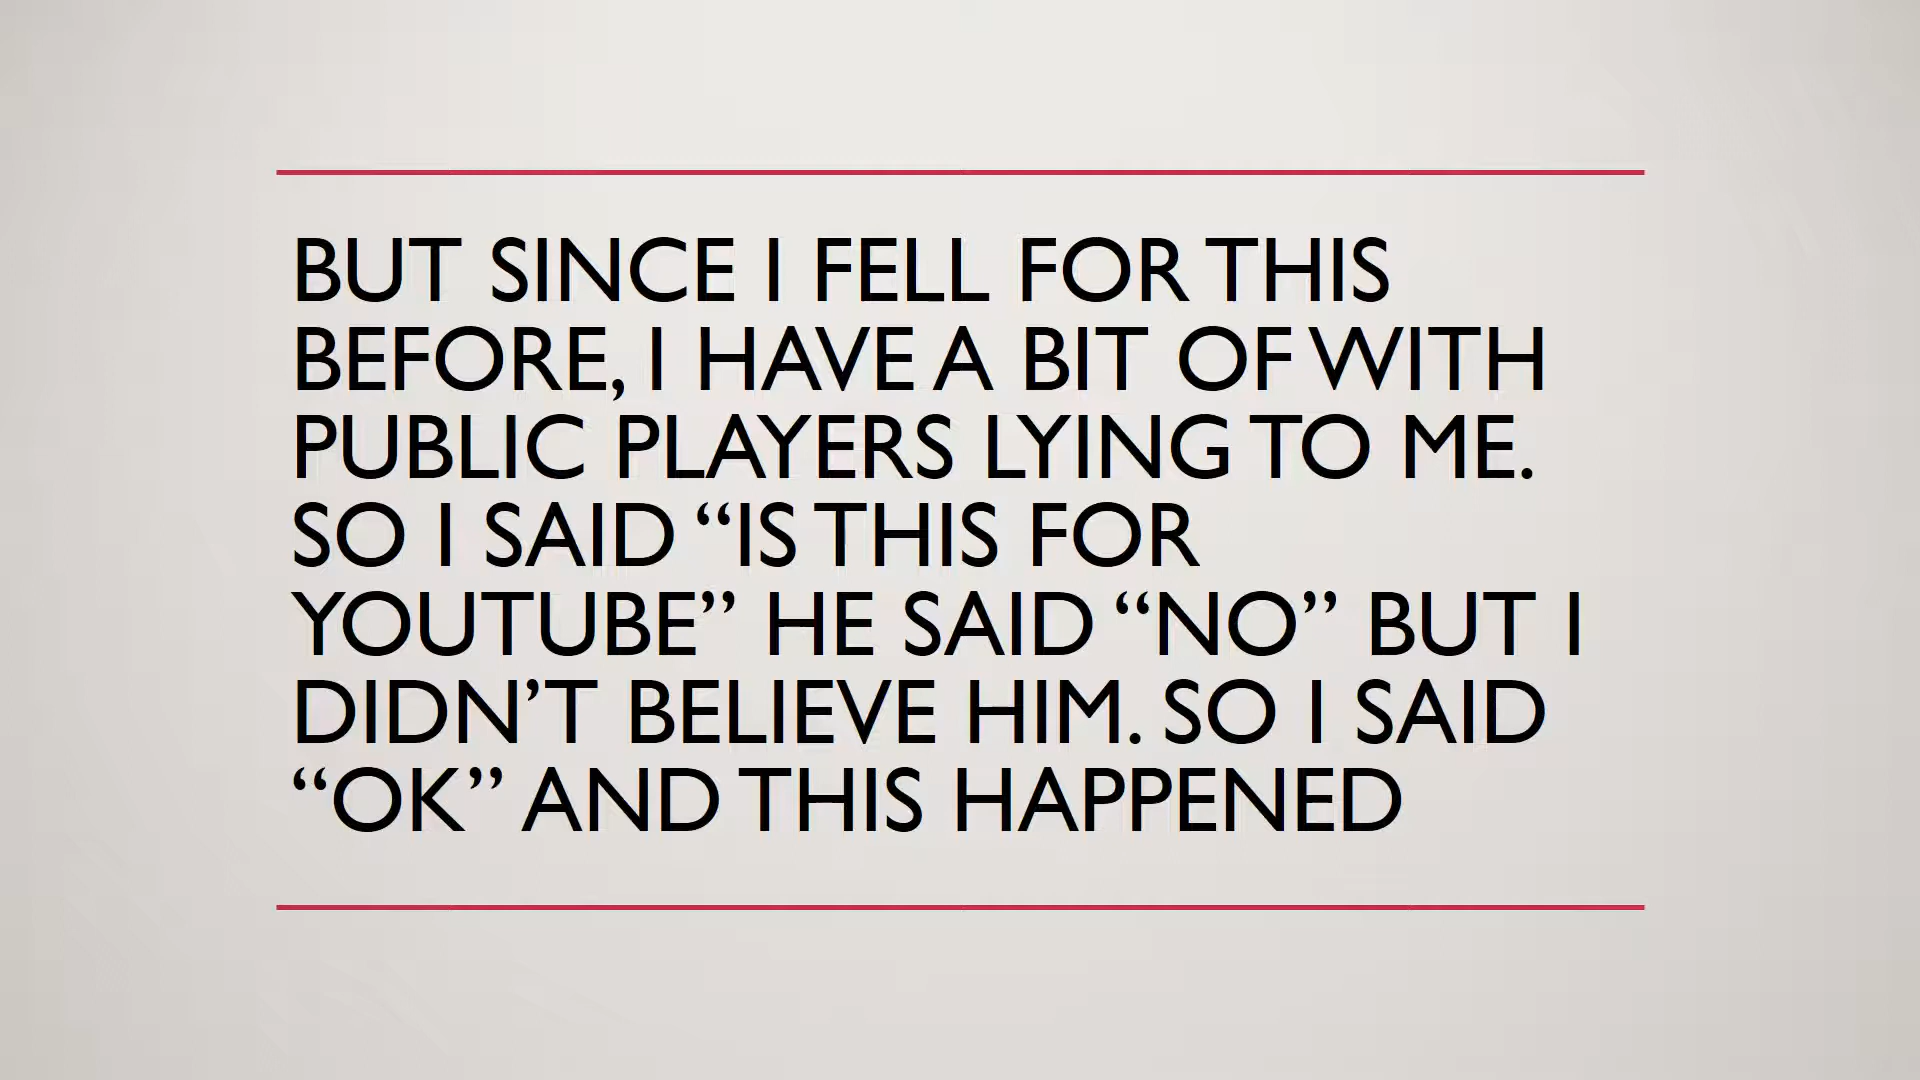 BUT SINCE I FELL FOR THIS
BEFORE, I HAVE A BIT OF WITH
PUBLIC PLAYERS LYING TO ME.
SO I SAID “IS THIS FOR
YOUTUBE” HE SAID “NO” BUT I
DIDN’T BELIEVE HIM. SO I SAID
“OK” AND THIS HAPPENED